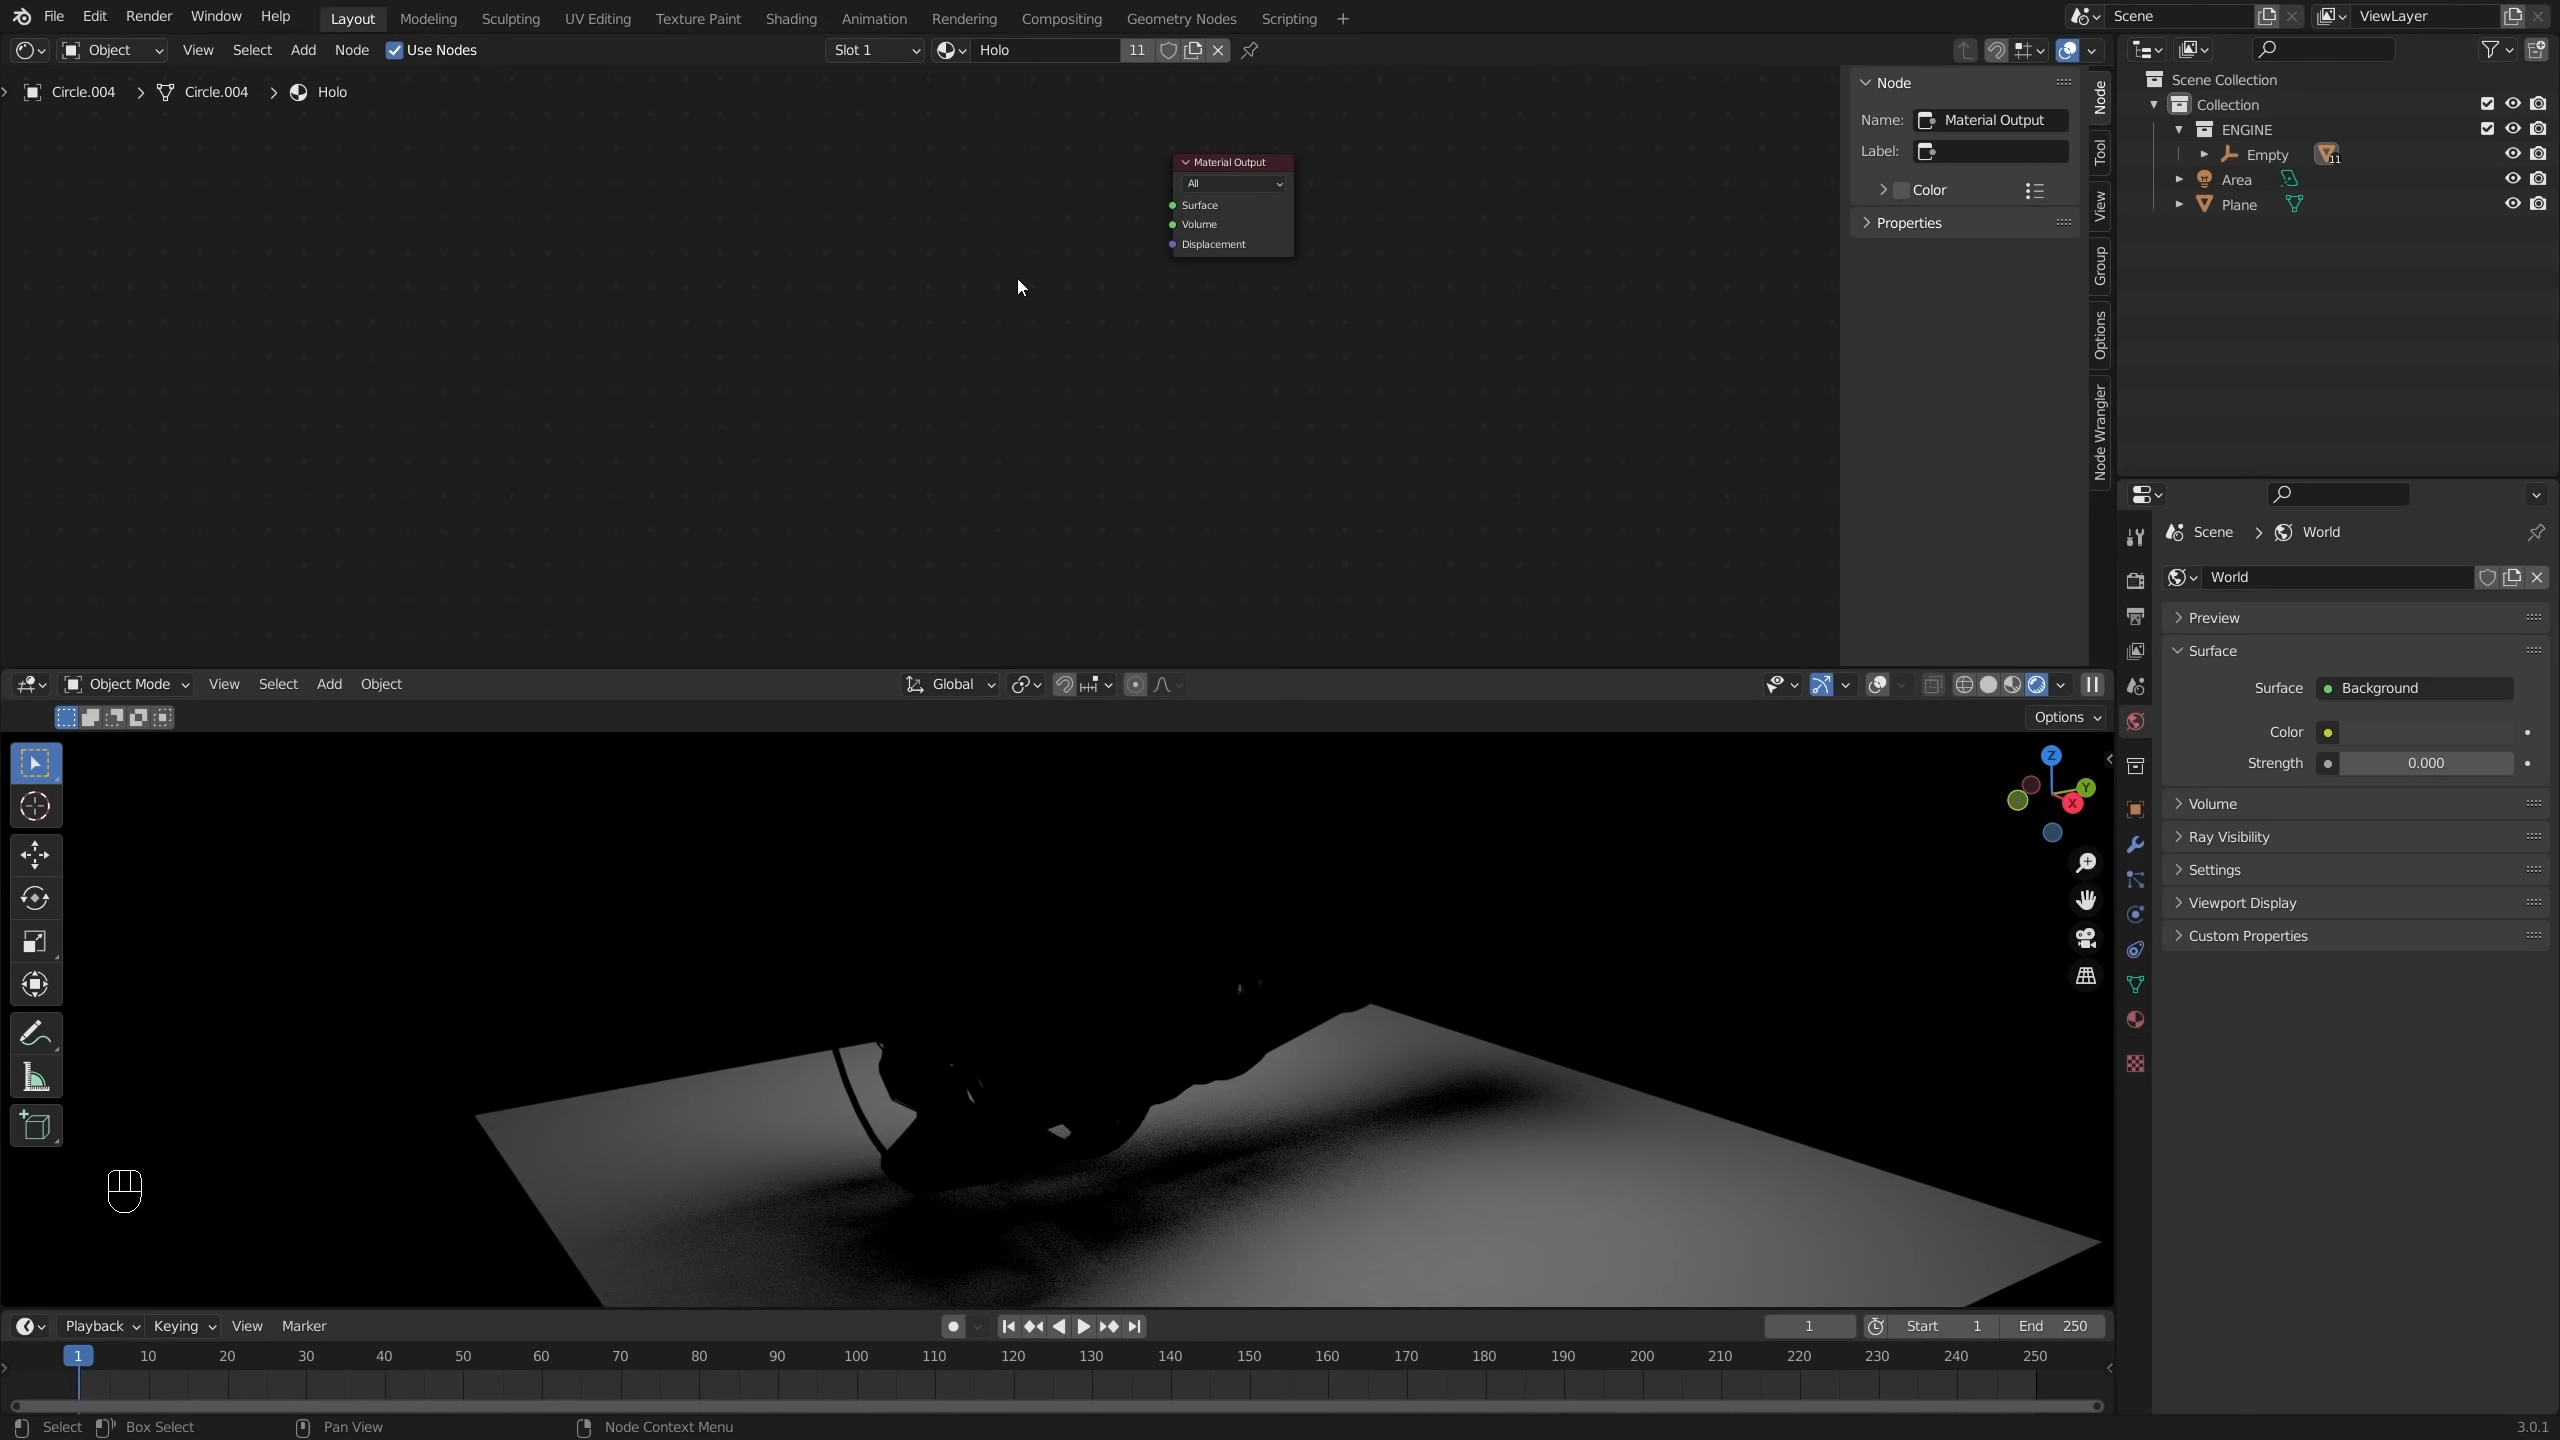 File Edit Render Window Help Layout Modeling Sculpting UV Editing Texture Paint Shading Animation Rendering Compositing Geometry Nodes Scripting + Scene ViewLayer
Object View Select Add Node Use Nodes Slot 1 Holo 11
Circle.004 > Circle.004 > Holo
Material Output
All
Surface
Volume
Displacement
Node
Name: Material Output
Label:
Color
Properties
Node
Tool
View
Group
Options
Node Wrangler
Scene Collection
Collection
ENGINE
Empty 11
Area
Plane
Scene > World
World
Preview
Surface
Surface Background
Color
Strength 0.000
Volume
Ray Visibility
Settings
Viewport Display
Custom Properties
Object Mode View Select Add Object Global
Options
Z
Y
X
Playback Keying View Marker 1 Start 1 End 250
1 10 20 30 40 50 60 70 80 90 100 110 120 130 140 150 160 170 180 190 200 210 220 230 240 250
Select Box Select Pan View Node Context Menu 3.0.1